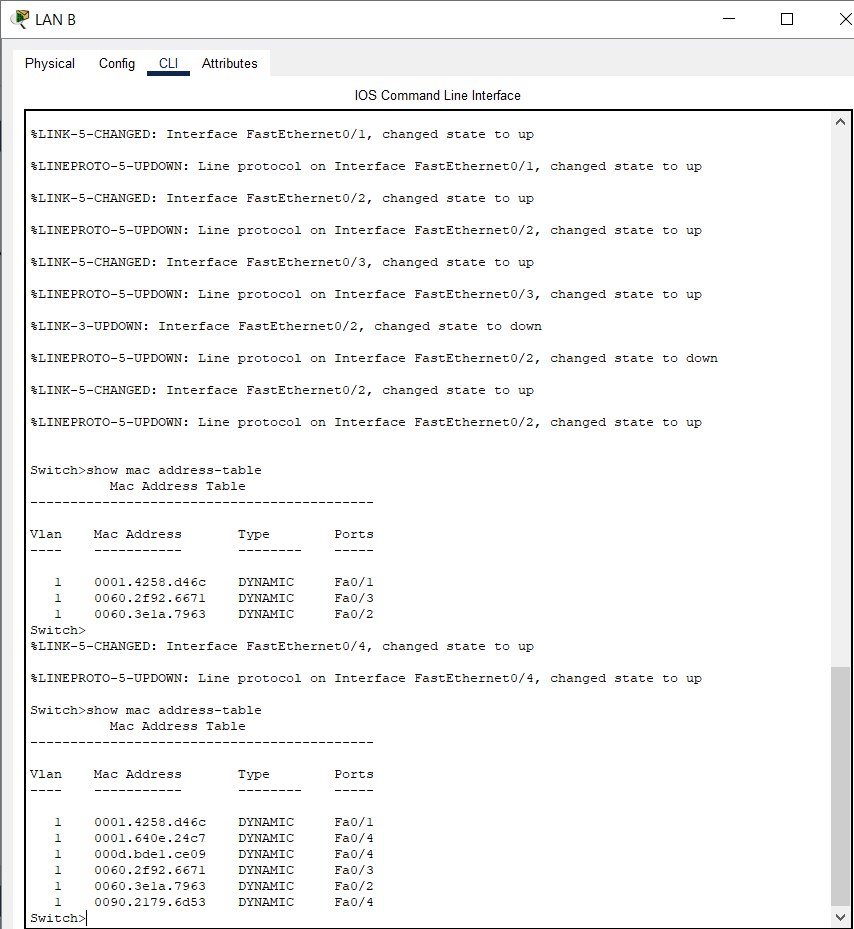 LAN B
Physical Config CLI Attributes
IOS Command Line Interface
%LINK-5-CHANGED: Interface FastEthernet0/1, changed state to up
%LINEPROTO-5-UPDOWN: Line protocol on Interface FastEthernet0/1, changed state to up
%LINK-5-CHANGED: Interface FastEthernet0/2, changed state to up
%LINEPROTO-5-UPDOWN: Line protocol on Interface FastEthernet0/2, changed state to up
%LINK-5-CHANGED: Interface FastEthernet0/3, changed state to up
%LINEPROTO-5-UPDOWN: Line protocol on Interface FastEthernet0/3, changed state to up
%LINK-3-UPDOWN: Interface FastEthernet0/2, changed state to down
%LINEPROTO-5-UPDOWN: Line protocol on Interface FastEthernet0/2, changed state to down
%LINK-5-CHANGED: Interface FastEthernet0/2, changed state to up
%LINEPROTO-5-UPDOWN: Line protocol on Interface FastEthernet0/2, changed state to up
Switch>show mac address-table
Mac Address Table
-------------------------------------------
Vlan Mac Address Type Ports
---- ----------- -------- -----
1 0001.4258.d46c DYNAMIC Fa0/1
1 0060.2f92.6671 DYNAMIC Fa0/3
1 0060.3e1a.7963 DYNAMIC Fa0/2
Switch>
%LINK-5-CHANGED: Interface FastEthernet0/4, changed state to up
%LINEPROTO-5-UPDOWN: Line protocol on Interface FastEthernet0/4, changed state to up
Switch>show mac address-table
Mac Address Table
-------------------------------------------
Vlan Mac Address Type Ports
---- ----------- -------- -----
1 0001.4258.d46c DYNAMIC Fa0/1
1 0001.640e.24c7 DYNAMIC Fa0/4
1 000d.bde1.ce09 DYNAMIC Fa0/4
1 0060.2f92.6671 DYNAMIC Fa0/3
1 0060.3e1a.7963 DYNAMIC Fa0/2
1 0090.2179.6d53 DYNAMIC Fa0/4
Switch>